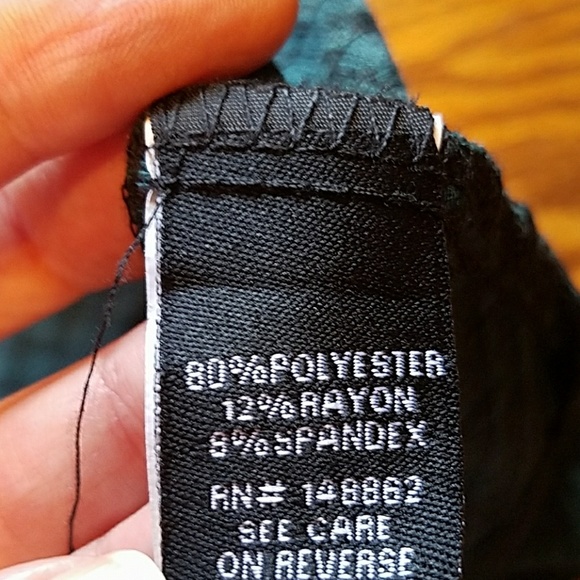 80%POLYESTER
12%RAYON
8%SPANDEX
RN# 148862
SEE CARE
ON REVERSE